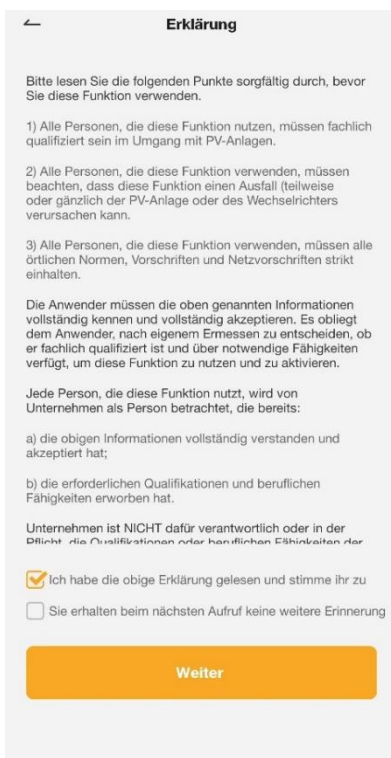 Erklärung
Bitte lesen Sie die folgenden Punkte sorgfältig durch, bevor
Sie diese Funktion verwenden.
1) Alle Personen, die diese Funktion nutzen, müssen fachlich
qualifiziert sein im Umgang mit PV-Anlagen.
2) Alle Personen, die diese Funktion verwenden, müssen
beachten, dass diese Funktion einen Ausfall (teilweise
oder gänzlich der PV-Anlage oder des Wechselrichters
verursachen kann.
3) Alle Personen, die diese Funktion verwenden, müssen alle
örtlichen Normen, Vorschriften und Netzvorschriften strikt
einhalten.
Die Anwender müssen die oben genannten Informationen
vollständig kennen und vollständig akzeptieren. Es obliegt
dem Anwender, nach eigenem Ermessen zu entscheiden, ob
er fachlich qualifiziert ist und über notwendige Fähigkeiten
verfügt, um diese Funktion zu nutzen und zu aktivieren.
Jede Person, die diese Funktion nutzt, wird von
Unternehmen als Person betrachtet, die bereits:
a) die obigen Informationen vollständig verstanden und
akzeptiert hat;
b) die erforderlichen Qualifikationen und beruflichen
Fähigkeiten erworben hat.
Unternehmen ist NICHT dafür verantwortlich oder in der
Pflicht, die Qualifikationen oder beruflichen Fähigkeiten der
Ich habe die obige Erklärung gelesen und stimme ihr zu
Sie erhalten beim nächsten Aufruf keine weitere Erinnerung
Weiter